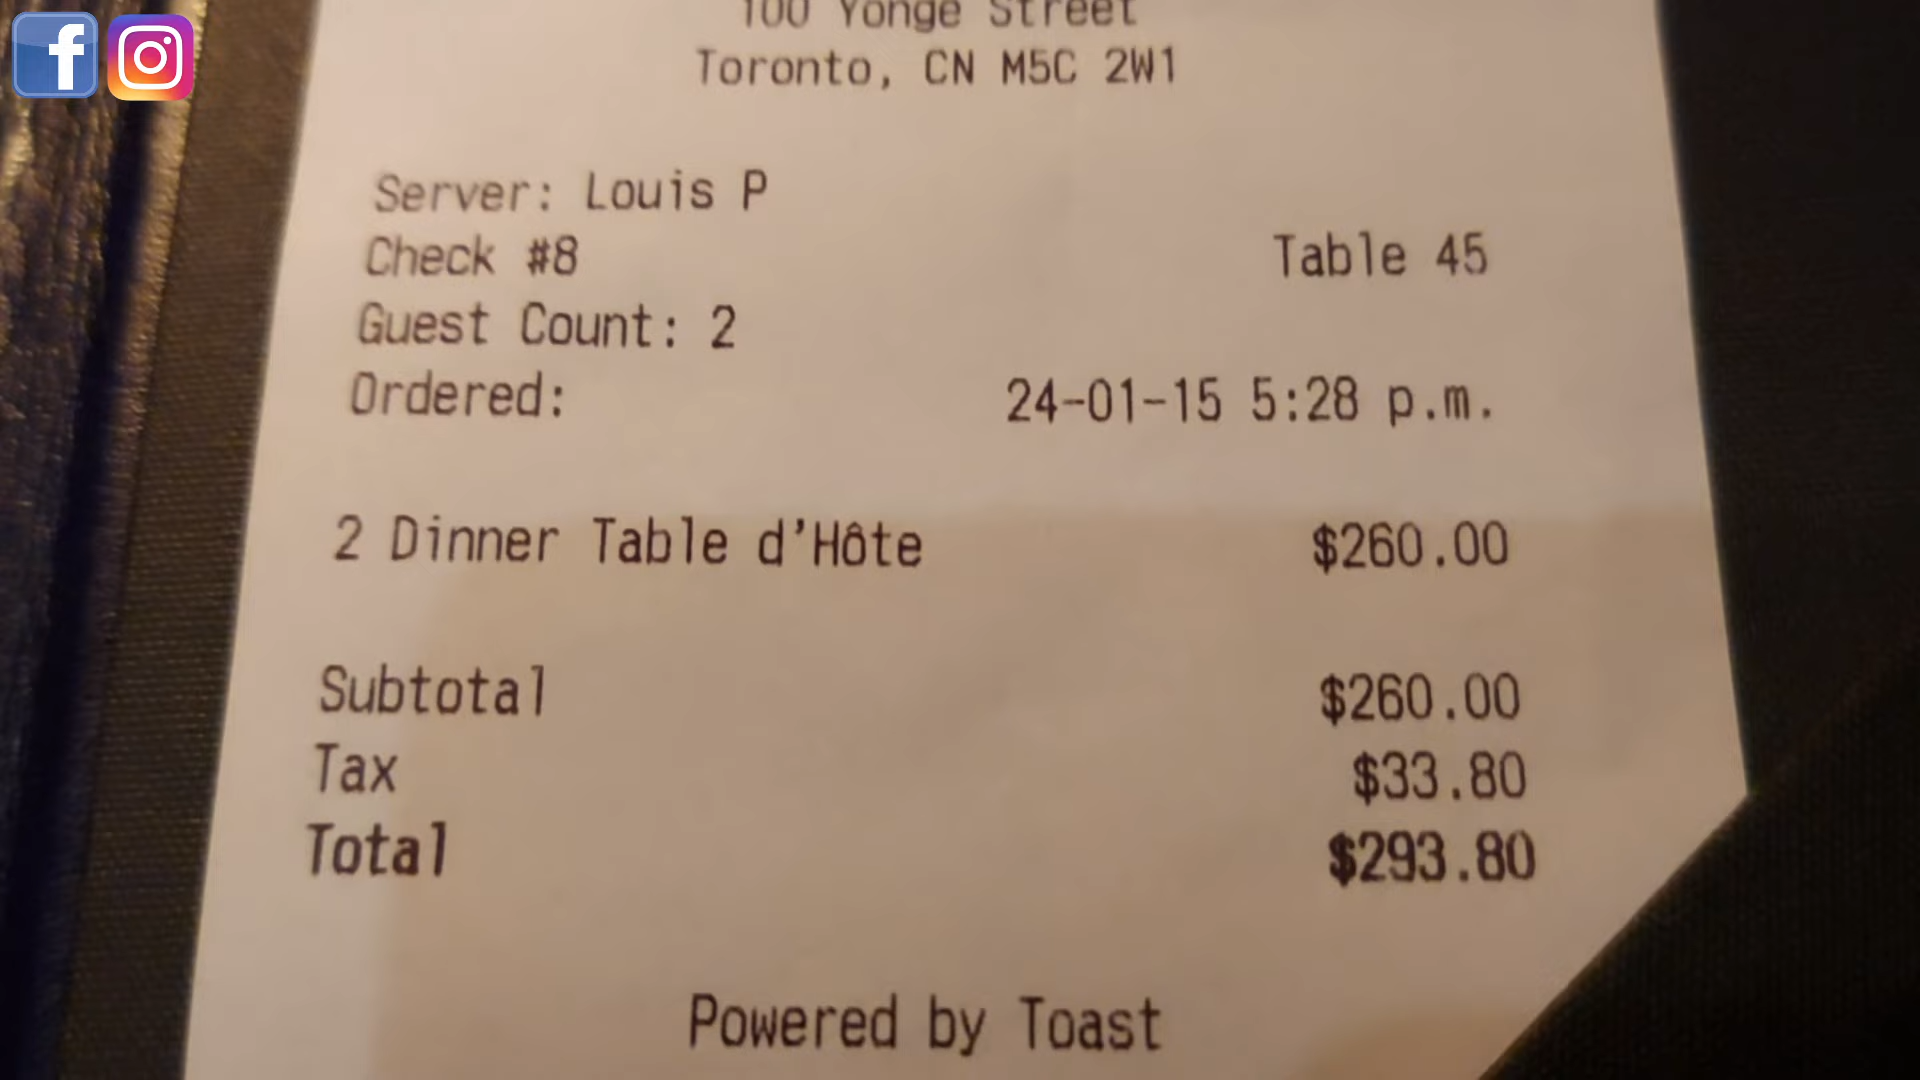 100 Yonge Street
Toronto, CN M5C 2W1
Server: Louis P
Check #8 Table 45
Guest Count: 2
Ordered: 24-01-15 5:28 p.m.
2 Dinner Table d'Hôte $260.00
Subtotal $260.00
Tax $33.80
Total $293.80
Powered by Toast